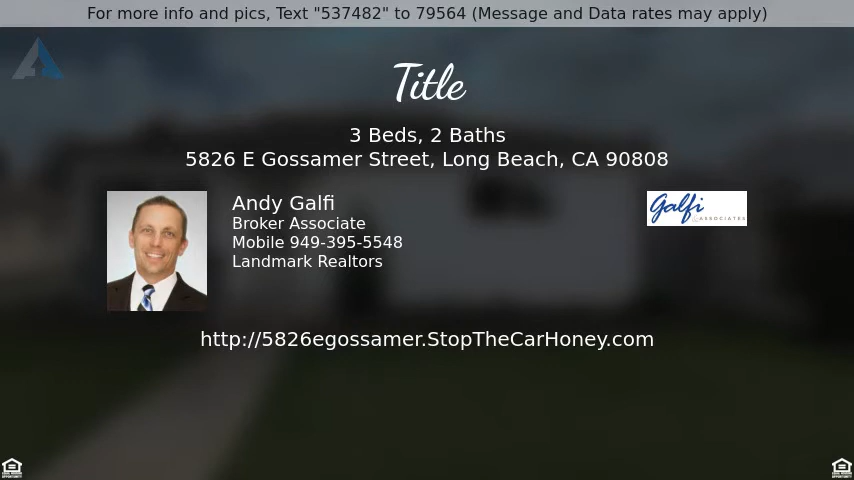 For more info and pics, Text "537482" to 79564 (Message and Data rates may apply)
Title
3 Beds, 2 Baths
5826 E Gossamer Street, Long Beach, CA 90808
Andy Galfi
Broker Associate
Mobile 949-395-5548
Landmark Realtors
Galfi
& ASSOCIATES
http://5826egossamer.StopTheCarHoney.com